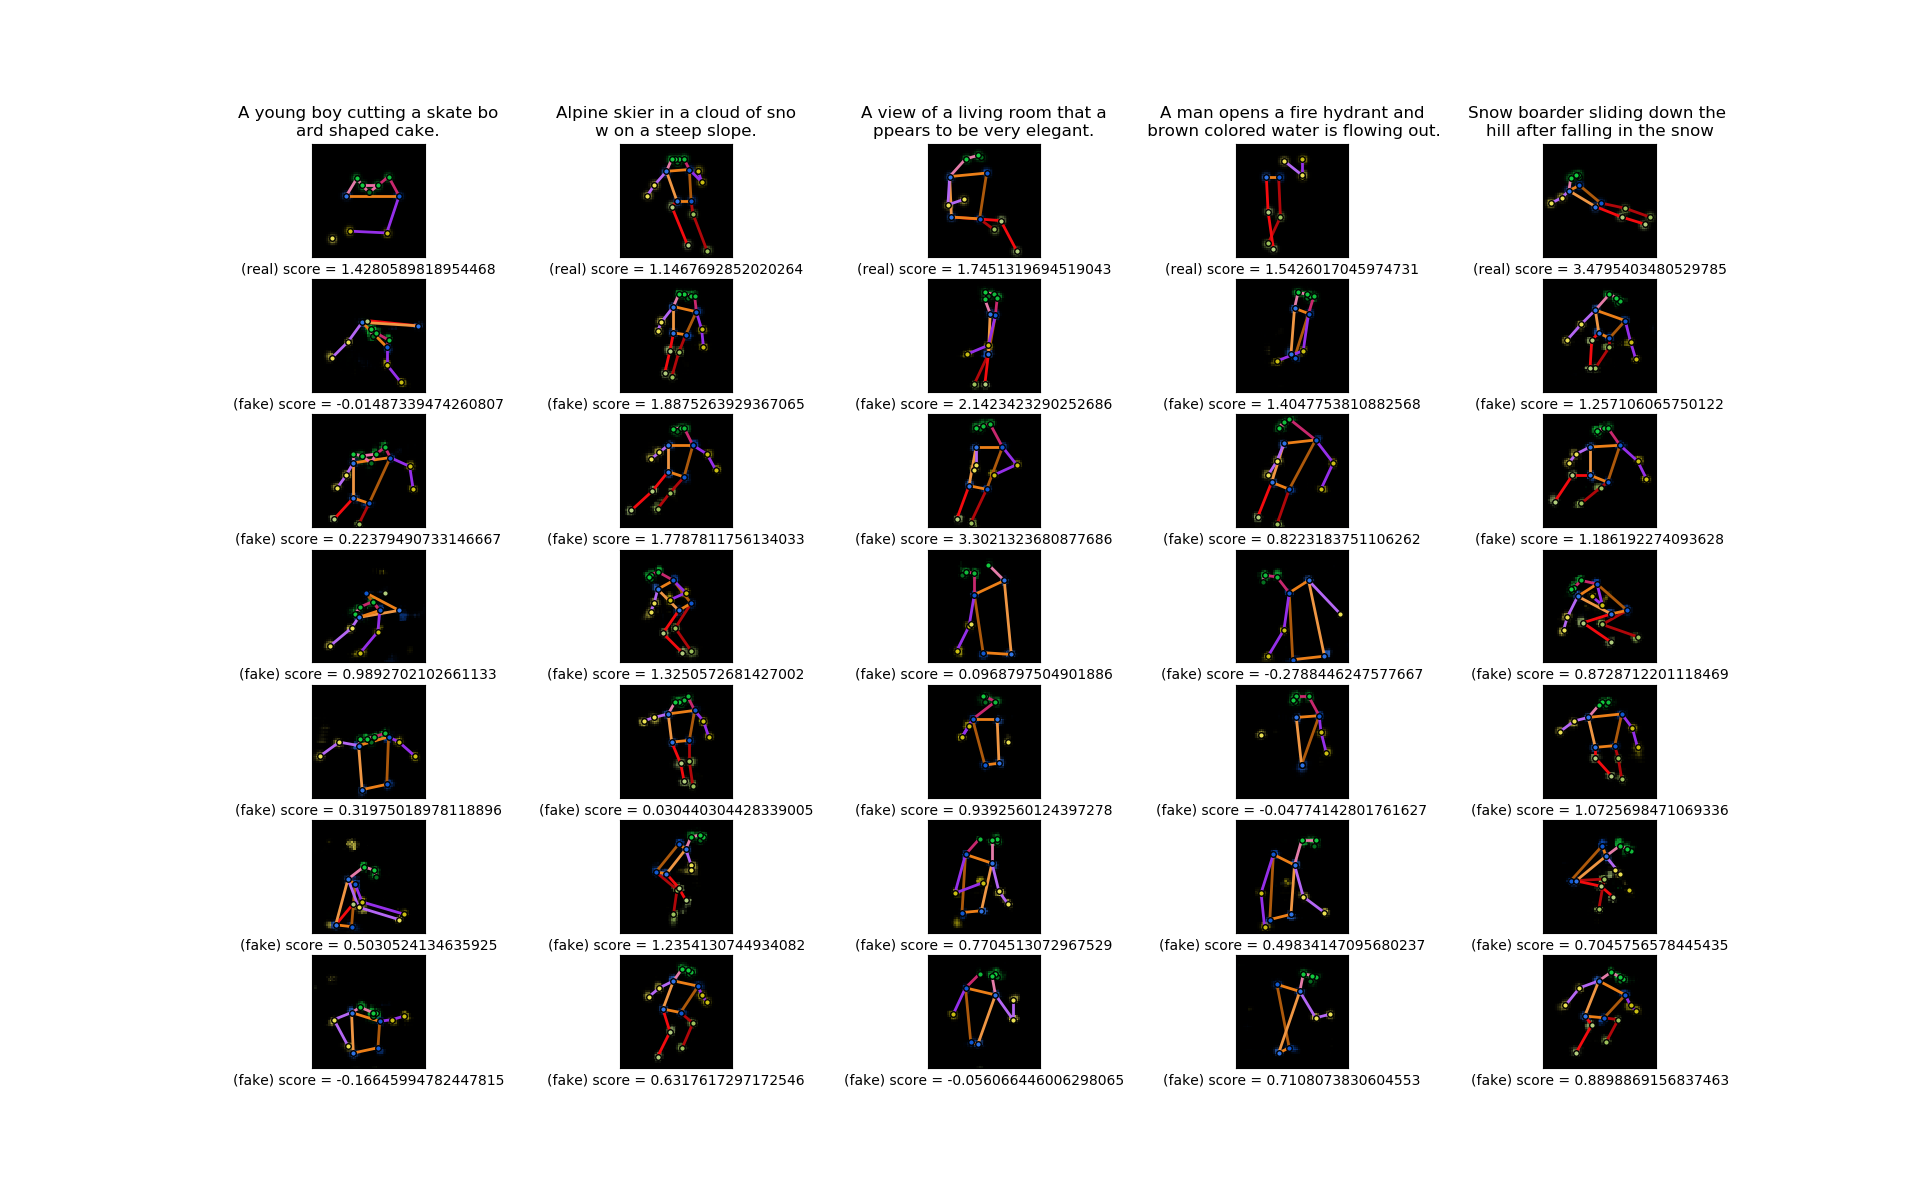 A young boy cutting a skate bo
ard shaped cake.
Alpine skier in a cloud of sno
w on a steep slope.
A view of a living room that a
ppears to be very elegant.
A man opens a fire hydrant and
brown colored water is flowing out.
Snow boarder sliding down the
hill after falling in the snow
(real) score = 1.4280589818954468
(real) score = 1.1467692852020264
(real) score = 1.7451319694519043
(real) score = 1.5426017045974731
(real) score = 3.4795403480529785
(fake) score = -0.01487339474260807
(fake) score = 1.8875263929367065
(fake) score = 2.1423423290252686
(fake) score = 1.4047753810882568
(fake) score = 1.257106065750122
(fake) score = 0.22379490733146667
(fake) score = 1.7787811756134033
(fake) score = 3.3021323680877686
(fake) score = 0.8223183751106262
(fake) score = 1.186192274093628
(fake) score = 0.9892702102661133
(fake) score = 1.3250572681427002
(fake) score = 0.0968797504901886
(fake) score = -0.2788446247577667
(fake) score = 0.8728712201118469
(fake) score = 0.31975018978118896
(fake) score = 0.030440304428339005
(fake) score = 0.9392560124397278
(fake) score = -0.04774142801761627
(fake) score = 1.0725698471069336
(fake) score = 0.5030524134635925
(fake) score = 1.2354130744934082
(fake) score = 0.7704513072967529
(fake) score = 0.49834147095680237
(fake) score = 0.7045756578445435
(fake) score = -0.16645994782447815
(fake) score = 0.6317617297172546
(fake) score = -0.056066446006298065
(fake) score = 0.7108073830604553
(fake) score = 0.8898869156837463